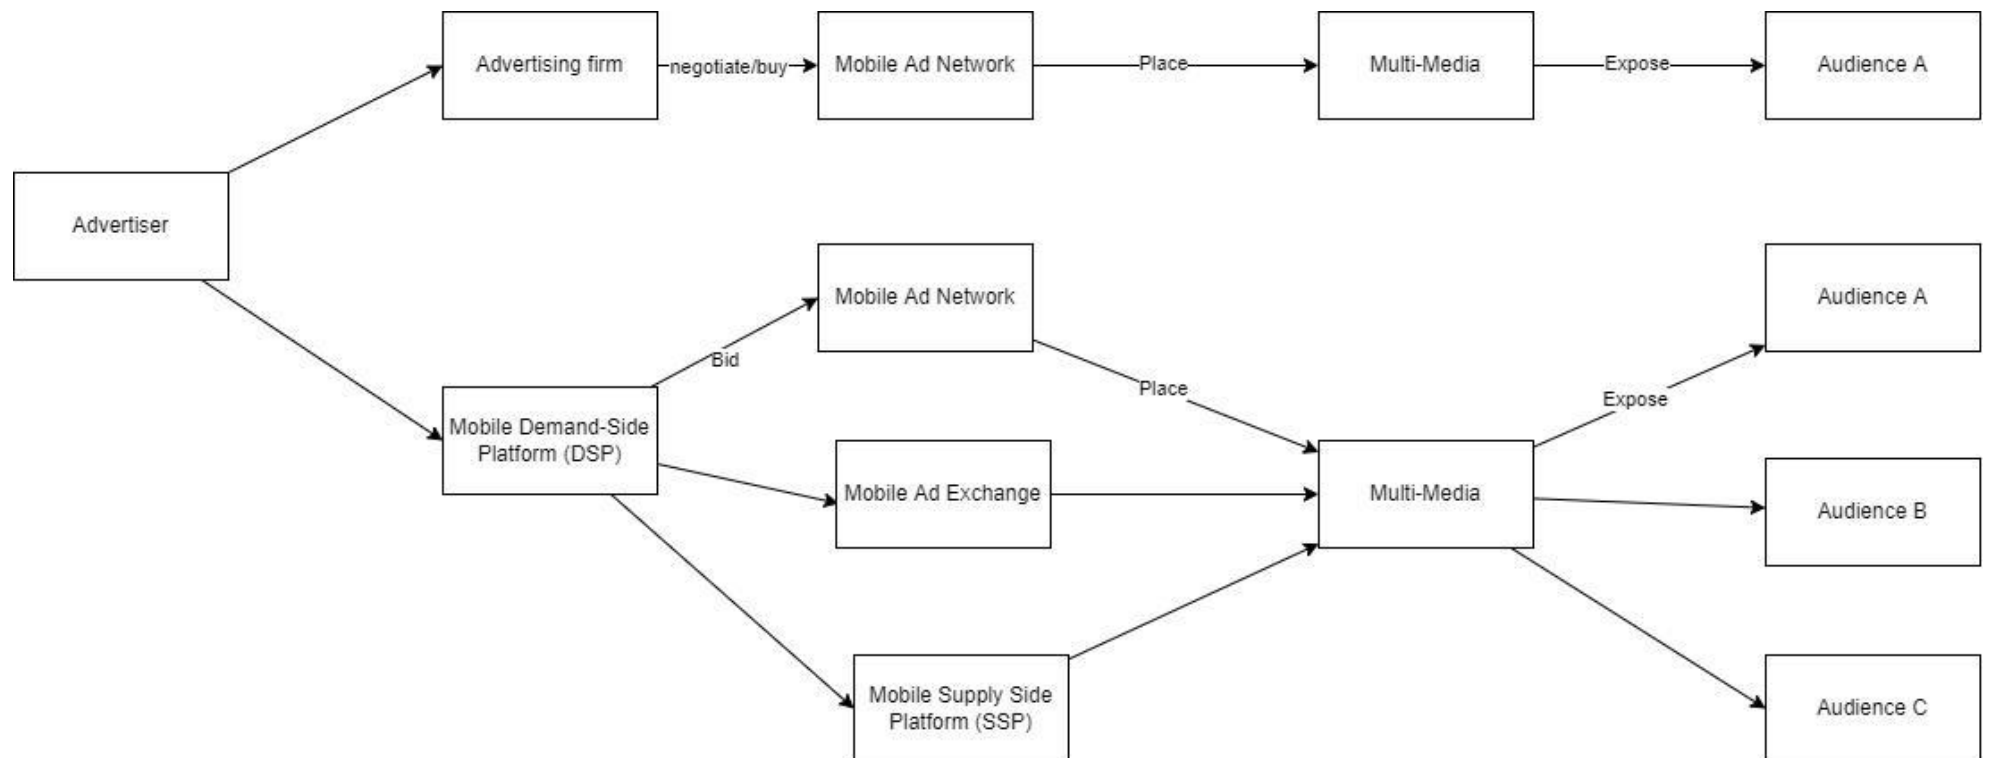 Advertising firm
negotiate/buy
Mobile Ad Network
Place
Multi-Media
Expose
Audience A
Advertiser
Mobile Ad Network
Audience A
Bid
Place
Expose
Mobile Demand-Side
Platform (DSP)
Mobile Ad Exchange
Multi-Media
Audience B
Mobile Supply Side
Platform (SSP)
Audience C